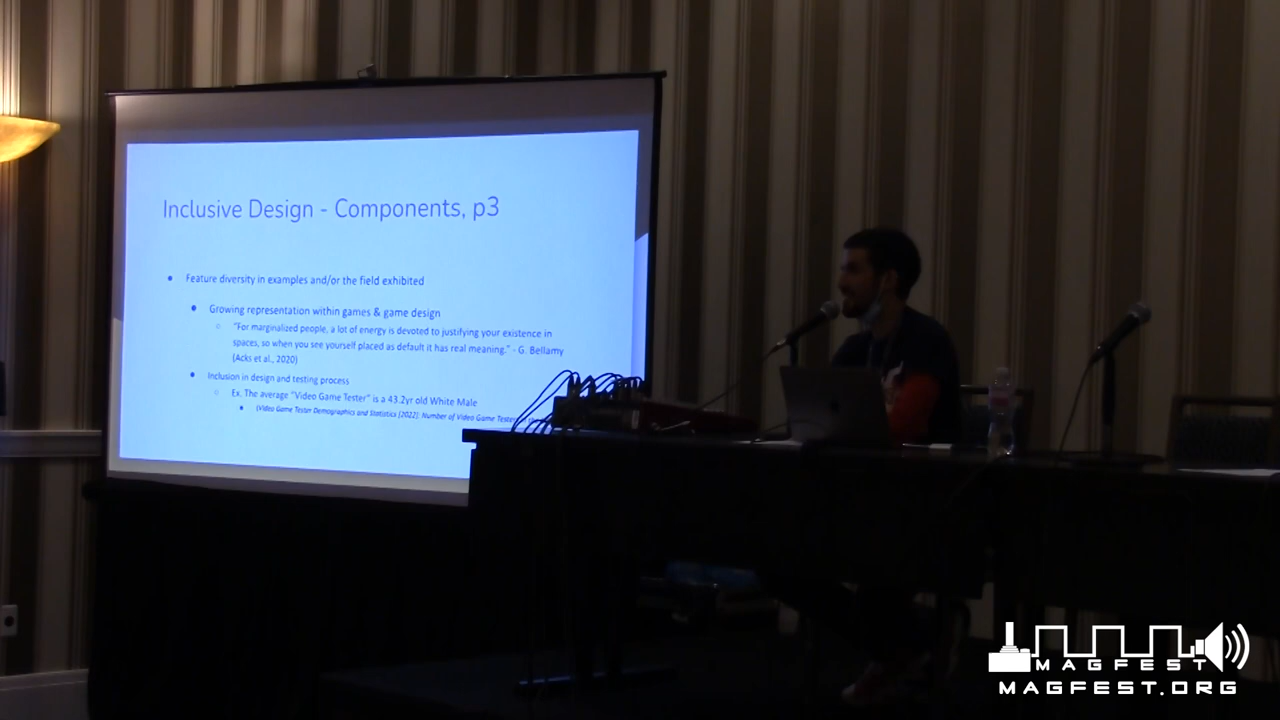 Inclusive Design - Components, p3
Feature diversity in examples and/or the field exhibited
Growing representation within games & game design
"For marginalized people, a lot of energy is devoted to justifying your existence in
spaces, so when you see yourself placed as default it has real meaning." - G. Bellamy
(Acks et al., 2020)
Inclusion in design and testing process
Ex. The average "Video Game Tester" is a 43.2yr old White Male
(Video Game Tester Demographics and Statistics [2022]: Number of Video Game Testers
MAGFEST
MAGFEST.ORG